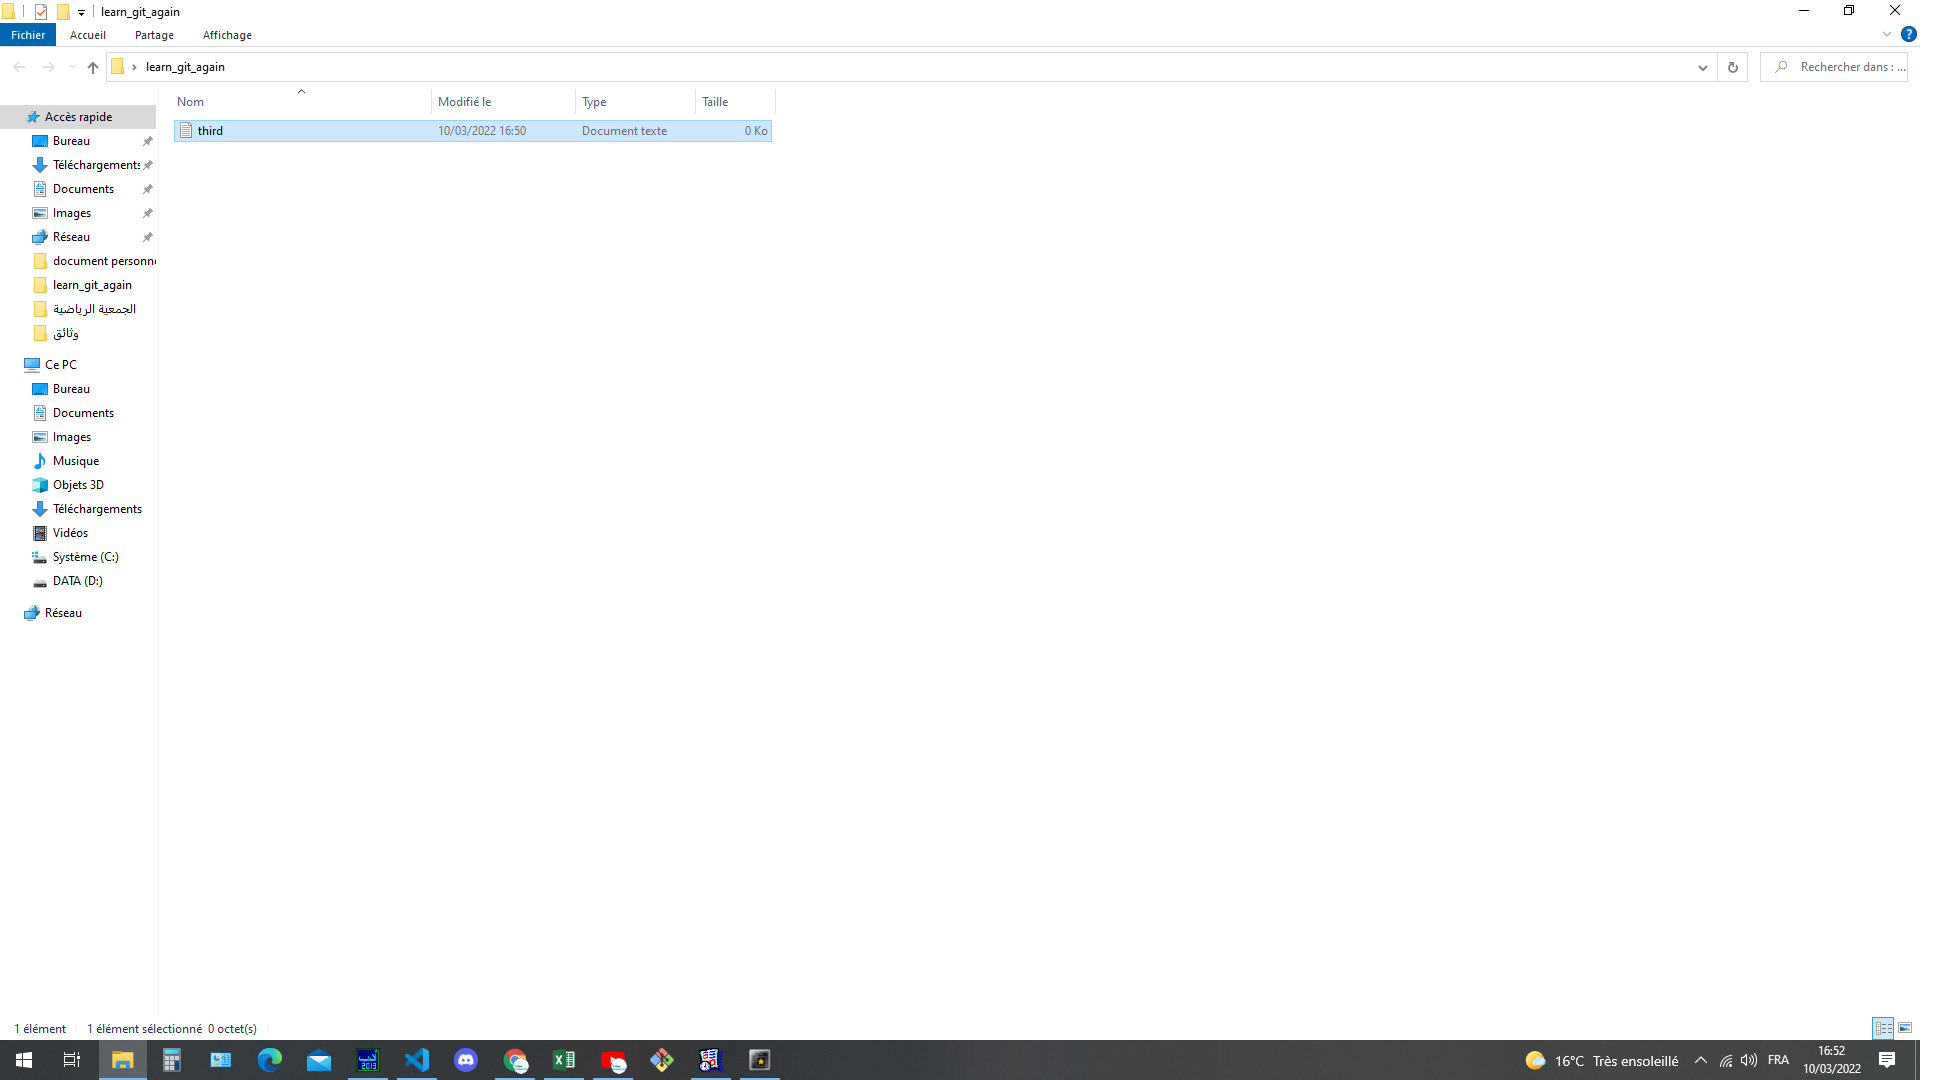 learn_git_again
Fichier Accueil Partage Affichage
learn_git_again
Rechercher dans : ...
Nom Modifié le Type Taille
third 10/03/2022 16:50 Document texte 0 Ko
Accès rapide
Bureau
Téléchargements
Documents
Images
Réseau
document personne
learn_git_again
الجمعية الرياضية
وثائق
Ce PC
Bureau
Documents
Images
Musique
Objets 3D
Téléchargements
Vidéos
Système (C:)
DATA (D:)
Réseau
1 élément 1 élément sélectionné 0 octet(s)
16°C Très ensoleillé FRA 16:52
10/03/2022